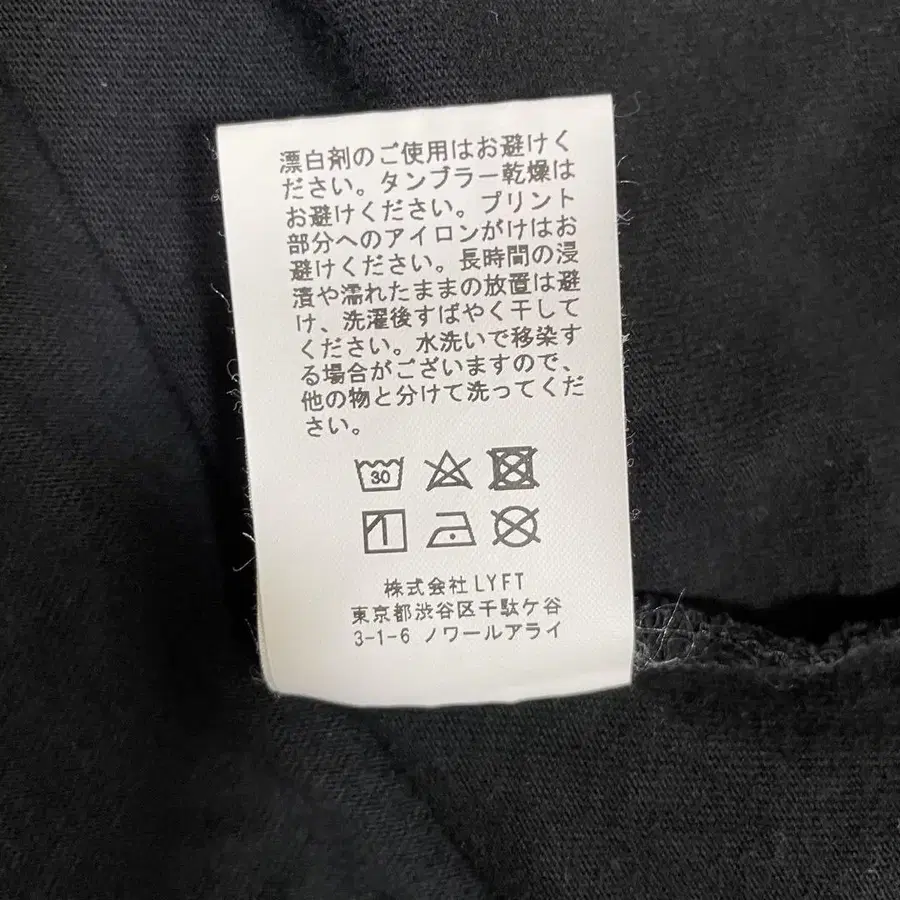 漂白剤のご使用はお避けく
ださい。タンブラー乾燥は
お避けください。プリント
部分へのアイロンがけはお
避けください。長時間の浸
漬や濡れたままの放置は避
け、洗濯後すばやく干して
ください。水洗いで移染す
る場合がございますので、
他の物と分けて洗ってくだ
さい。
30
株式会社LYFT
東京都渋谷区千駄ケ谷
3-1-6 ノワールアライ